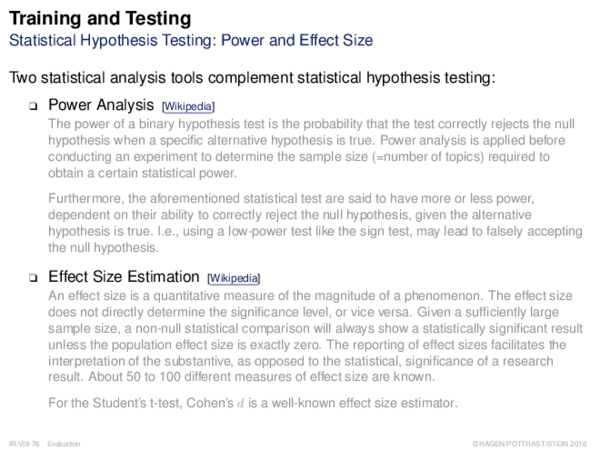 Training and Testing
Statistical Hypothesis Testing: Power and Effect Size
Two statistical analysis tools complement statistical hypothesis testing:
❑ Power Analysis [Wikipedia]
The power of a binary hypothesis test is the probability that the test correctly rejects the null
hypothesis when a specific alternative hypothesis is true. Power analysis is applied before
conducting an experiment to determine the sample size (=number of topics) required to
obtain a certain statistical power.
Furthermore, the aforementioned statistical test are said to have more or less power,
dependent on their ability to correctly reject the null hypothesis, given the alternative
hypothesis is true. I.e., using a low-power test like the sign test, may lead to falsely accepting
the null hypothesis.
❑ Effect Size Estimation [Wikipedia]
An effect size is a quantitative measure of the magnitude of a phenomenon. The effect size
does not directly determine the significance level, or vice versa. Given a sufficiently large
sample size, a non-null statistical comparison will always show a statistically significant result
unless the population effect size is exactly zero. The reporting of effect sizes facilitates the
interpretation of the substantive, as opposed to the statistical, significance of a research
result. About 50 to 100 different measures of effect size are known.
For the Student's t-test, Cohen's d is a well-known effect size estimator.
IR:VIII-76 Evaluation ©HAGEN/POTTHAST/STEIN 2018